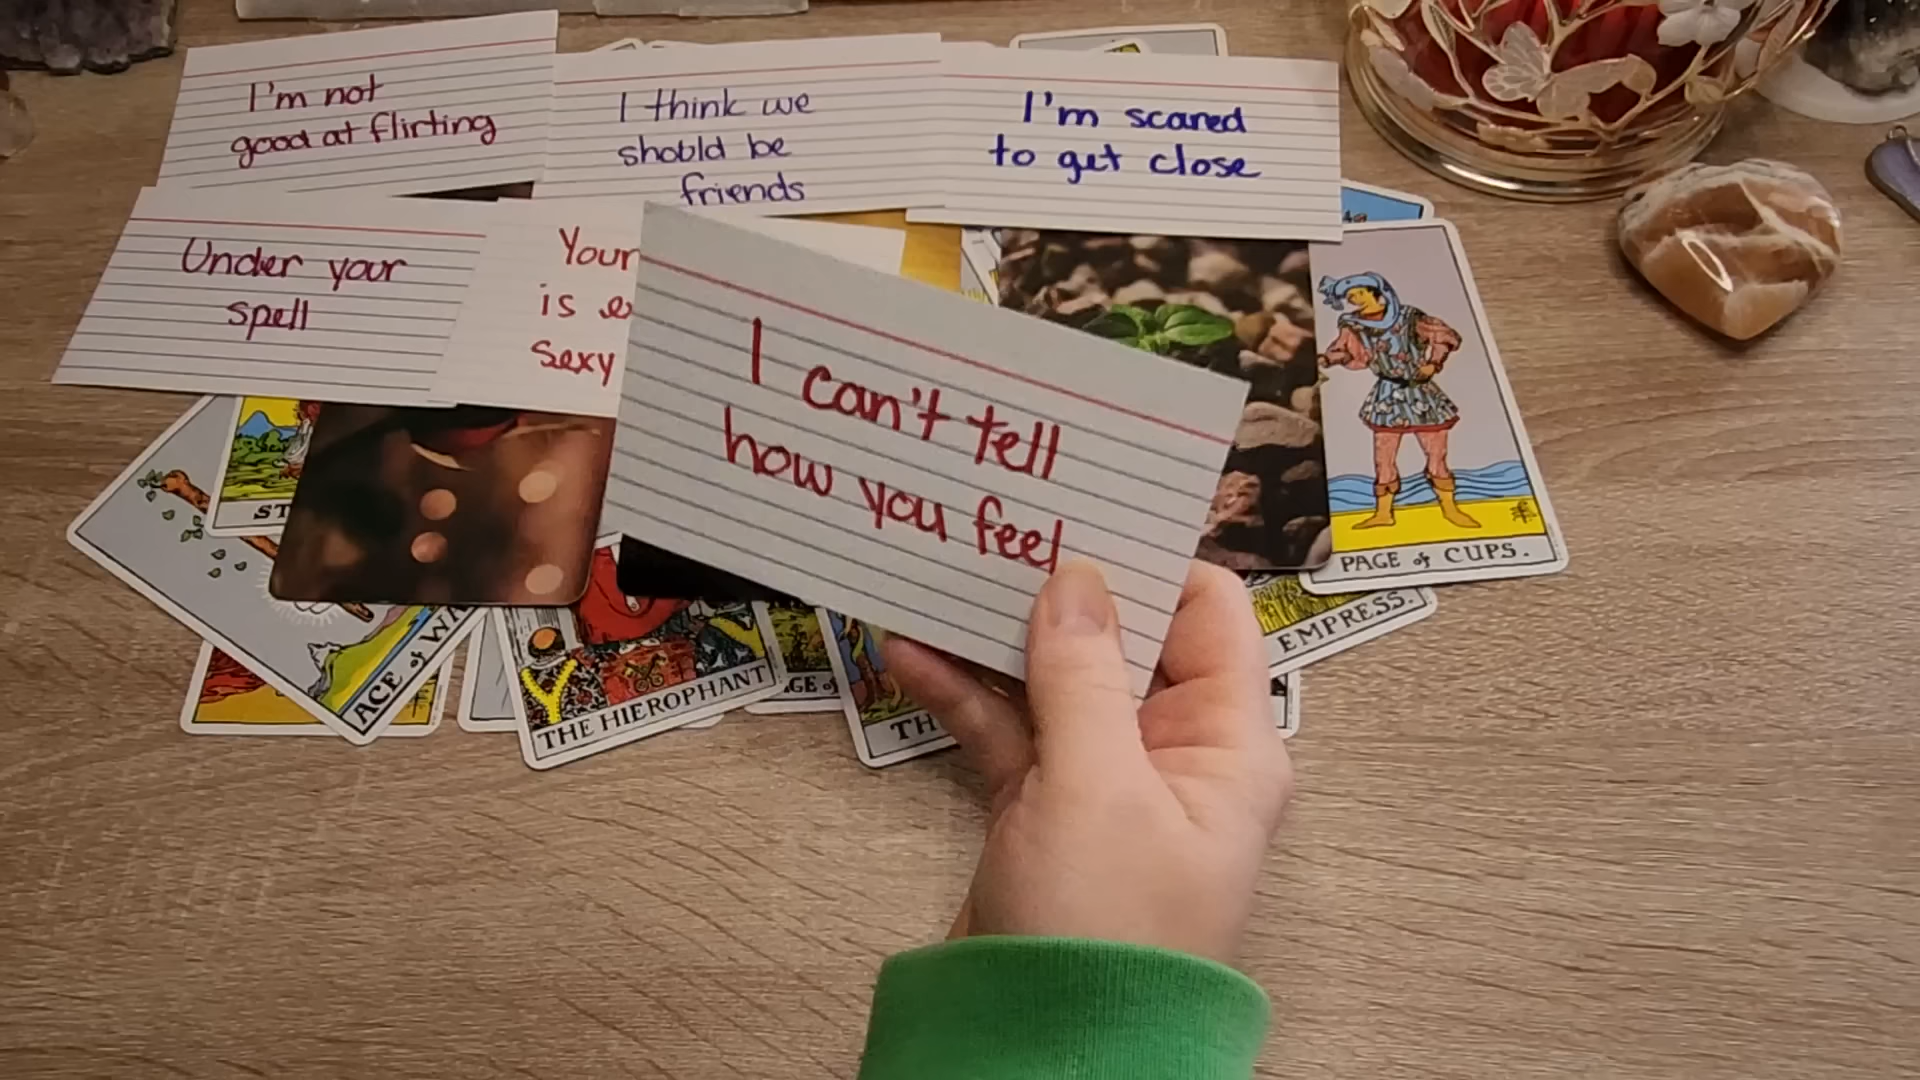 I'm not
good at flirting
I think we
should be
friends
I'm scared
to get close
Under your
spell
Your
is
sexy
I can't tell
how you feel
PAGE of CUPS.
EMPRESS.
ACE of
THE HIEROPHANT